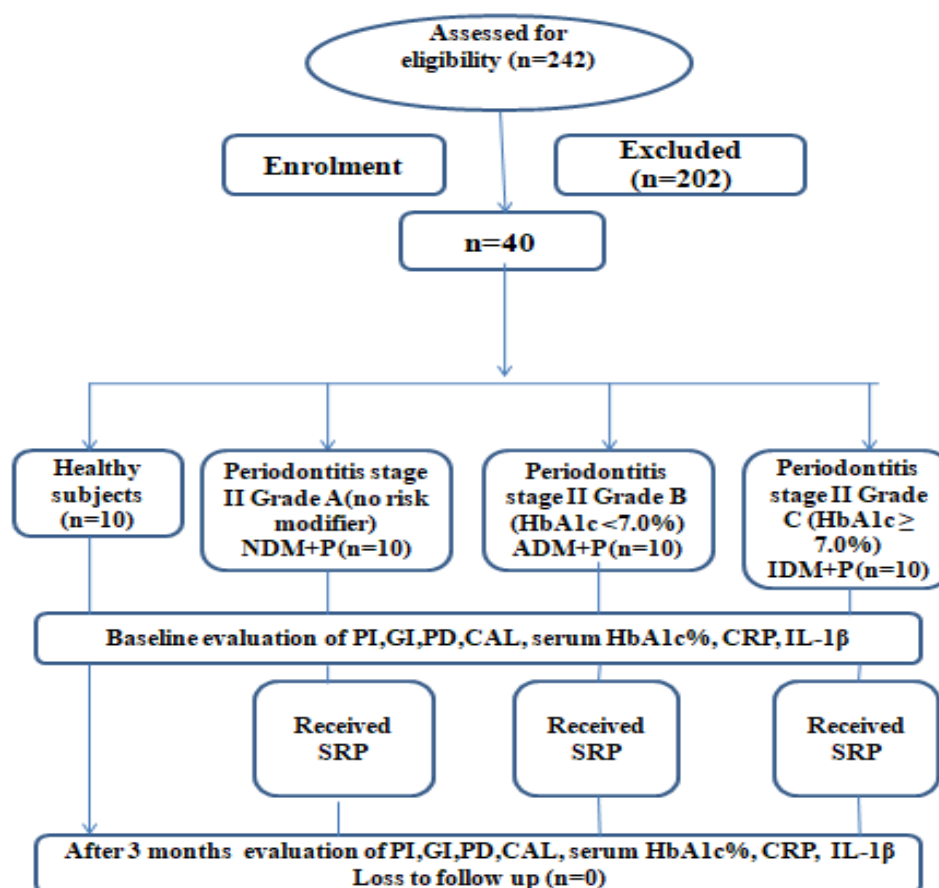 Assessed for
eligibility (n=242)
Enrolment
Excluded
(n=202)
n=40
Healthy
subjects
(n=10)
Periodontitis stage
II Grade A(no risk
modifier)
NDM+P(n=10)
Periodontitis
stage II Grade B
(HbA1c <7.0%)
ADM+P(n=10)
Periodontitis
stage II Grade
C (HbA1c ≥
7.0%)
IDM+P(n=10)
Baseline evaluation of PI,GI,PD,CAL, serum HbA1c%, CRP, IL-1β
Received
SRP
Received
SRP
Received
SRP
After 3 months evaluation of PI,GI,PD,CAL, serum HbA1c%, CRP, IL-1β
Loss to follow up (n=0)